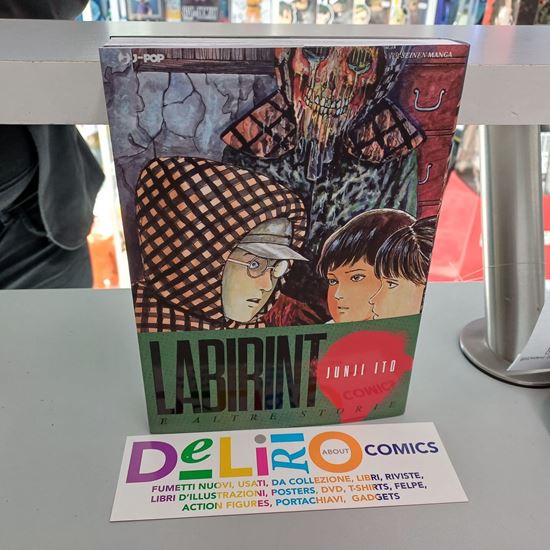 J-POP
SEINEN MANGA
LABIRINT
JUNJI ITO
COMICS
E ALTRE STORIE
DeLiRIO ABOUT COMICS
FUMETTI NUOVI, USATI, DA COLLEZIONE, LIBRI, RIVISTE,
LIBRI D'ILLUSTRAZIONI, POSTERS, DVD, T-SHIRTS, FELPE,
ACTION FIGURES, PORTACHIAVI, GADGETS